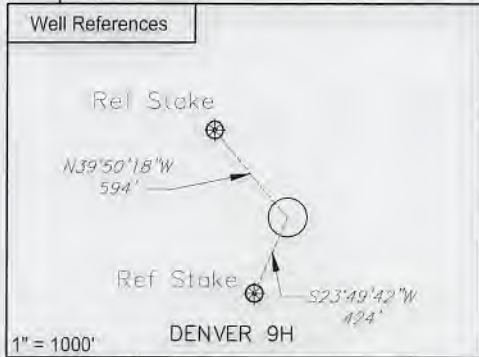 Well References
Ref Stake
N39°50'18"W
594'
Ref Stake
S23°49'42"W
424'
DENVER 9H
1" = 1000'